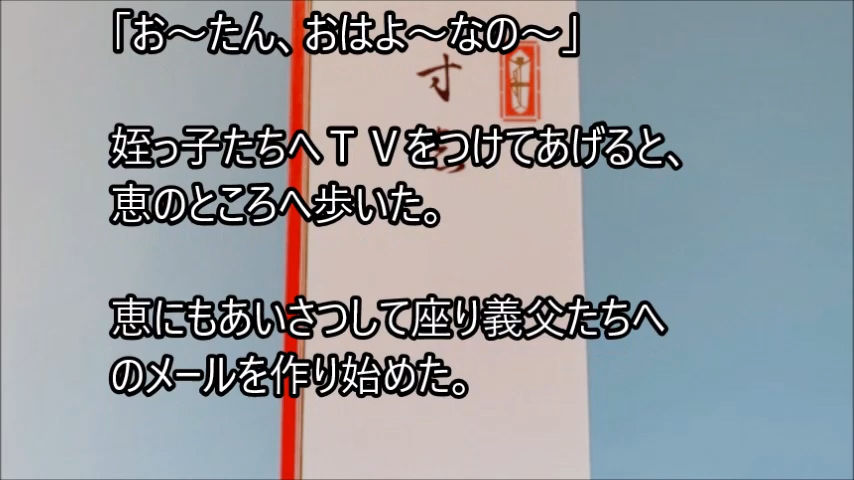 「お～たん、おはよ～なの～」
姪っ子たちへＴＶをつけてあげると、
恵のところへ歩いた。
恵にもあいさつして座り義父たちへ
のメールを作り始めた。
寸志